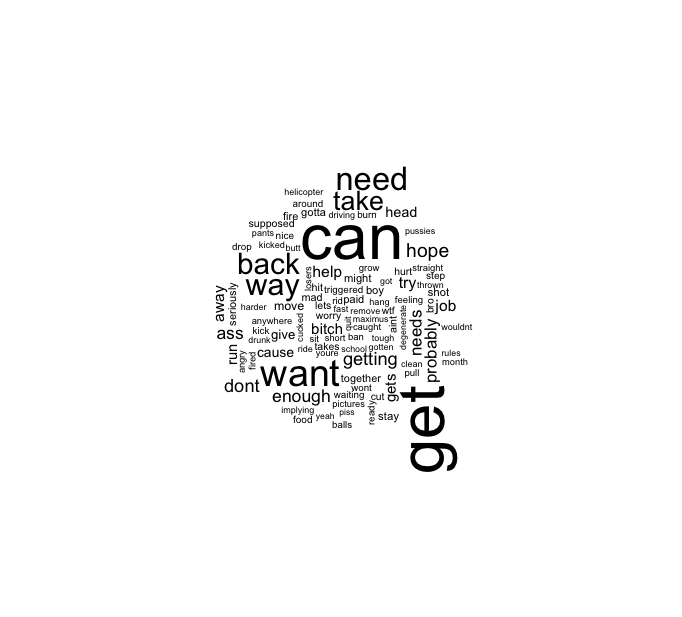 need
helicopter
take
around
gotta
head
fire
driving
burn
supposed
can
pussies
pants
nice
drop
kicked
butt
hope
back
help
grow
hurt
straight
losers
might
step
way
hit
got
try
thrown
triggered
boy
shot
away
seriously
mad
rid
paid
hang
feeling
bro
job
harder
move
lets
fast
remove
wtf
worry
quit
maximus
aint
needs
probably
anywhere
cucked
bitch
caught
degenerate
wouldnt
ass
kick
give
drunk
sit
short
ban
tough
run
angry
fired
cause
ride
takes
youre
school
gotten
rules
getting
clean
month
pull
want
together
gets
dont
wont
enough
waiting
cut
get
pictures
implying
piss
ready
stay
food
yeah
balls